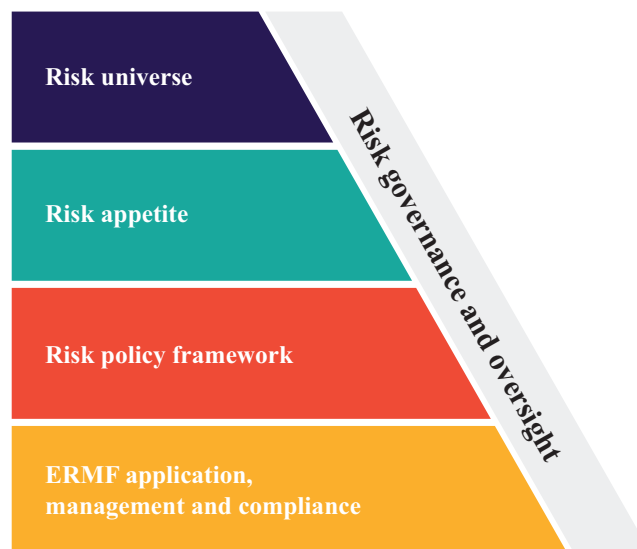 Risk universe
Risk appetite
Risk policy framework
ERMF application,
management and compliance
Risk governance and oversight